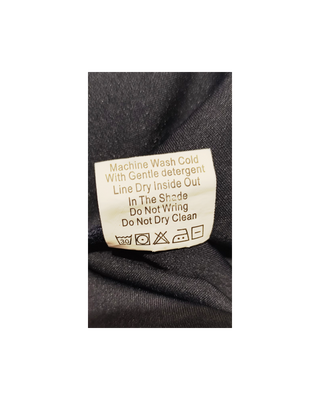 Machine Wash Cold
With Gentle detergent
Line Dry Inside Out
In The Shade
Do Not Wring
Do Not Dry Clean
30